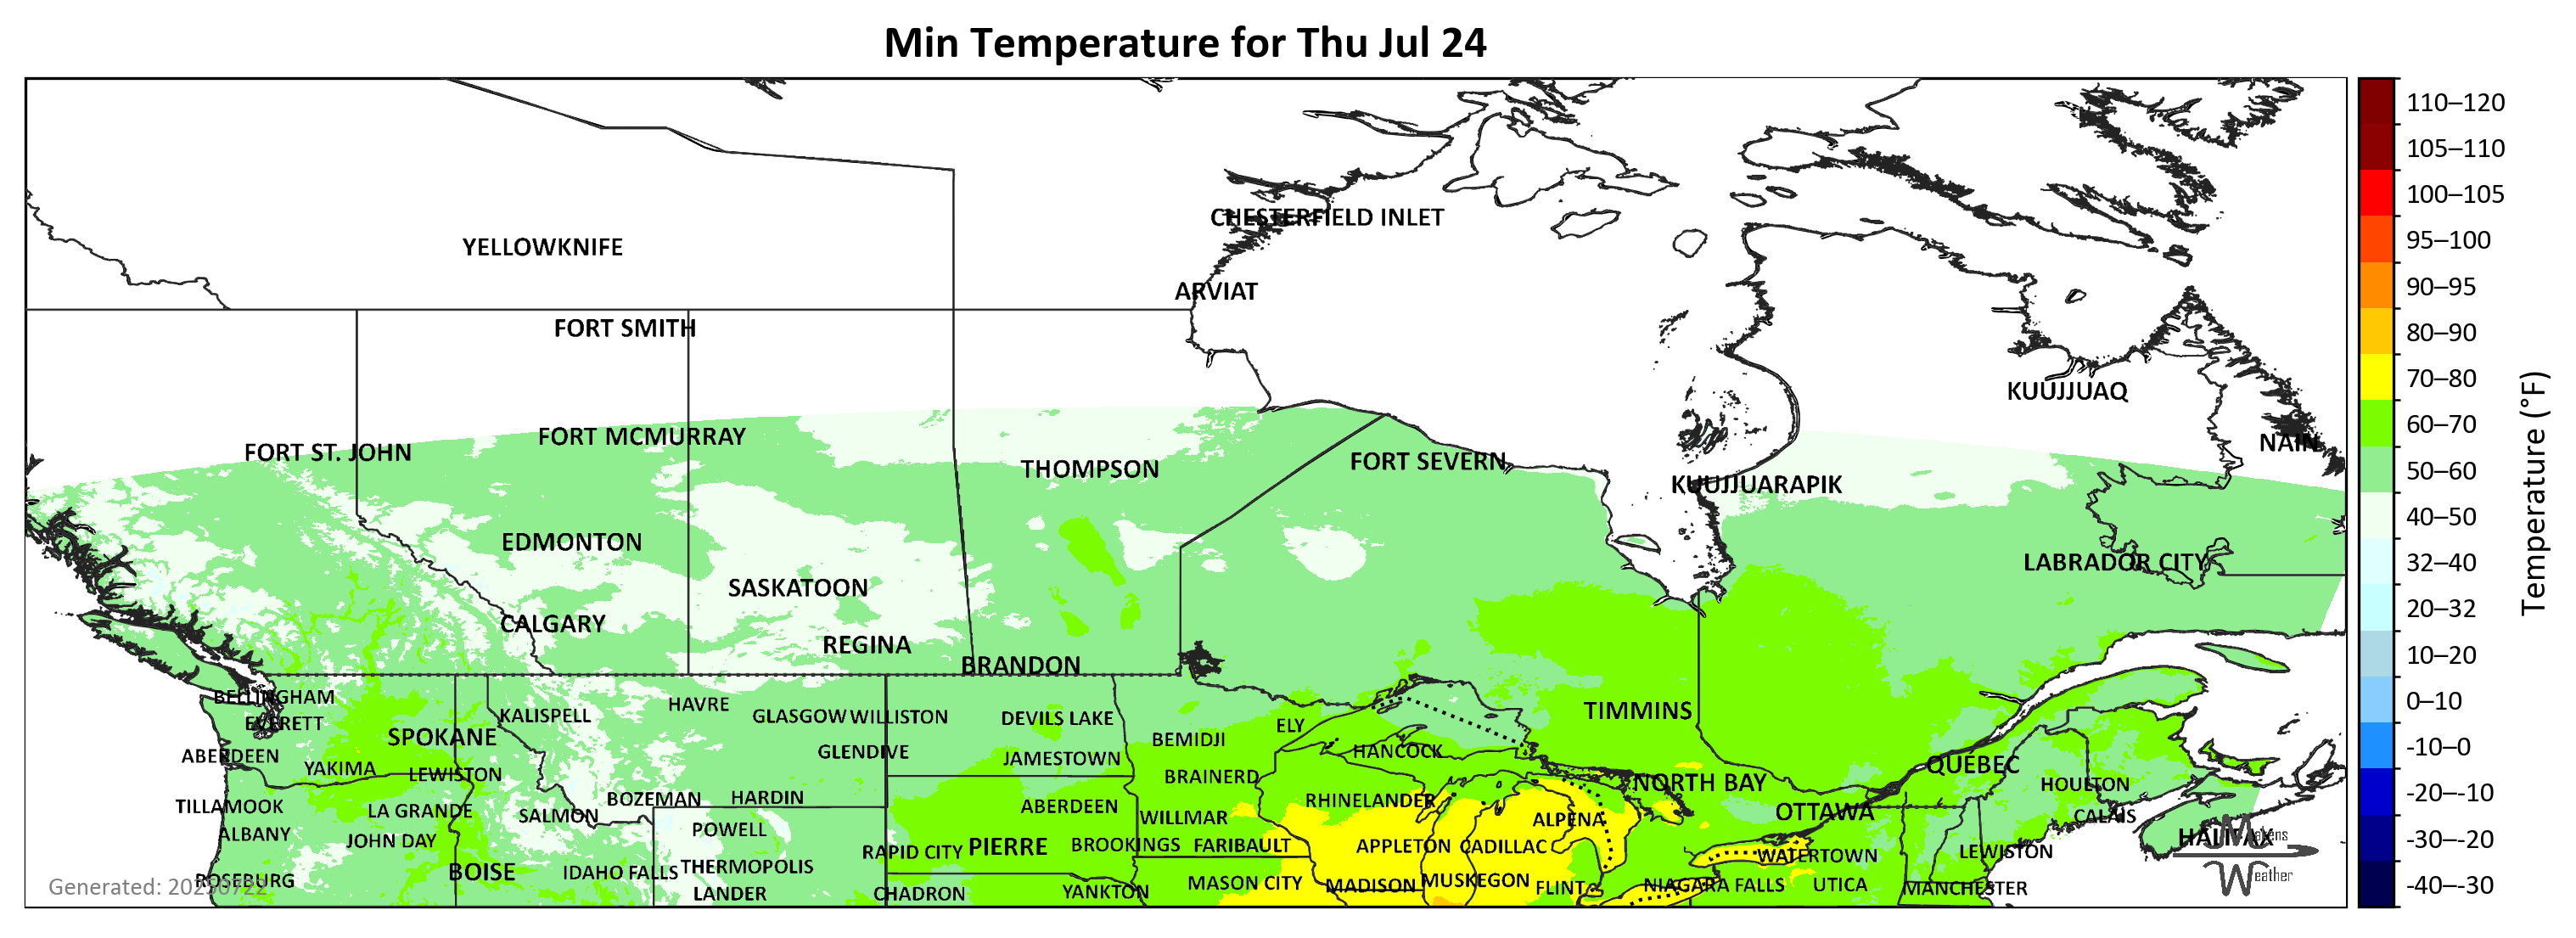 Min Temperature for Thu Jul 24
110–120
105–110
100–105
95–100
90–95
80–90
70–80
60–70
50–60
40–50
32–40
20–32
10–20
0–10
-10–0
-20–-10
-30–-20
-40–-30
Temperature (°F)
CHESTERFIELD INLET
YELLOWKNIFE
ARVIAT
FORT SMITH
KUUJJUAQ
FORT MCMURRAY
NAIN
FORT ST. JOHN
THOMPSON
FORT SEVERN
KUUJJUARAPIK
EDMONTON
LABRADOR CITY
SASKATOON
CALGARY
REGINA
BRANDON
BELLINGHAM
HAVRE
TIMMINS
KALISPELL
GLASGOW
WILLISTON
DEVILS LAKE
EVERETT
ELY
SPOKANE
BEMIDJI
GLENDIVE
HANCOCK
ABERDEEN
JAMESTOWN
QUÉBEC
YAKIMA
LEWISTON
BRAINERD
NORTH BAY
HOULTON
BOZEMAN
HARDIN
RHINELANDER
TILLAMOOK
LA GRANDE
ABERDEEN
OTTAWA
SALMON
WILLMAR
CALAIS
ALPENA
ALBANY
POWELL
HALIFAX
JOHN DAY
RAPID CITY
PIERRE
BROOKINGS
FARIBAULT
APPLETON
CADILLAC
LEWISTON
WATERTOWN
THERMOPOLIS
BOISE
IDAHO FALLS
ROSEBURG
MUSKEGON
MASON CITY
MADISON
FLINT
NIAGARA FALLS
UTICA
MANCHESTER
LANDER
CHADRON
YANKTON
Generated: 20250722
Makens
Weather